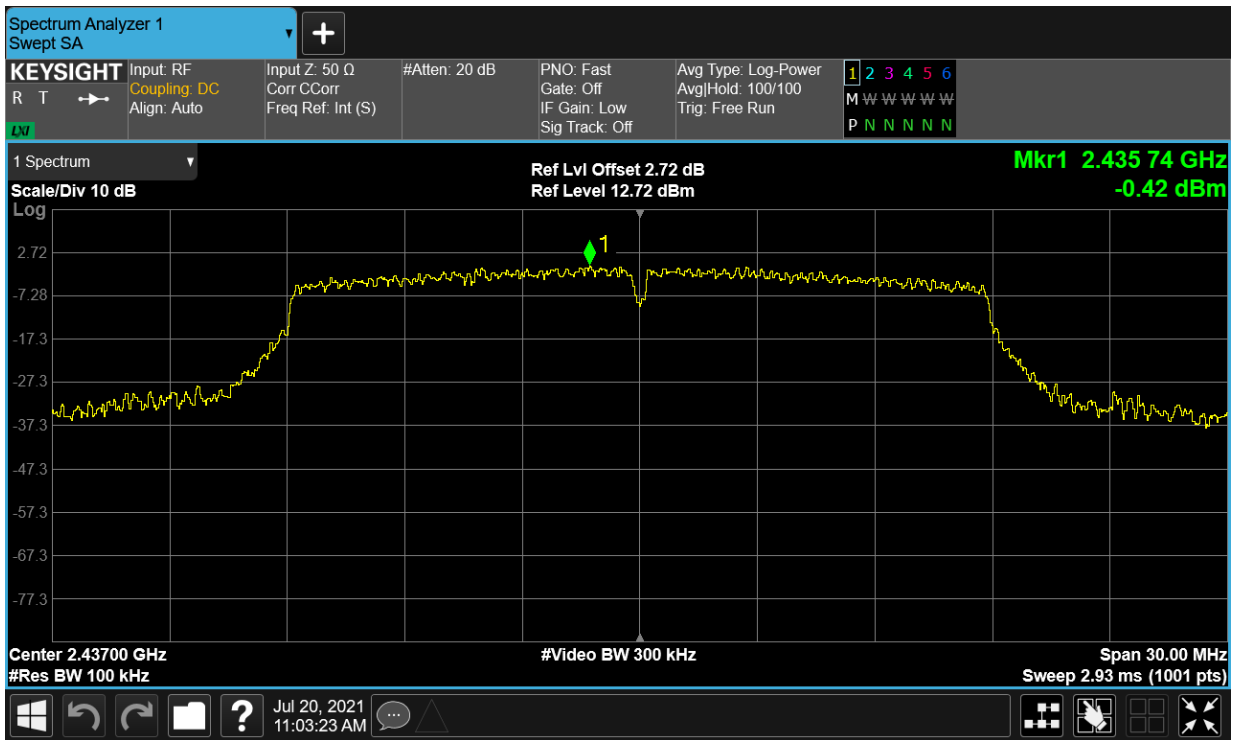 Spectrum Analyzer 1
Swept SA
KEYSIGHT
R T
LXI
Input: RF
Coupling: DC
Align: Auto
Input Z: 50 Ω
Corr CCorr
Freq Ref: Int (S)
#Atten: 20 dB
PNO: Fast
Gate: Off
IF Gain: Low
Sig Track: Off
Avg Type: Log-Power
Avg|Hold: 100/100
Trig: Free Run
1 2 3 4 5 6
M W W W W W
P N N N N N
1 Spectrum
Scale/Div 10 dB
Log
Ref Lvl Offset 2.72 dB
Ref Level 12.72 dBm
Mkr1 2.435 74 GHz
-0.42 dBm
1
2.72
-7.28
-17.3
-27.3
-37.3
-47.3
-57.3
-67.3
-77.3
Center 2.43700 GHz
#Res BW 100 kHz
#Video BW 300 kHz
Span 30.00 MHz
Sweep 2.93 ms (1001 pts)
?
Jul 20, 2021
11:03:23 AM